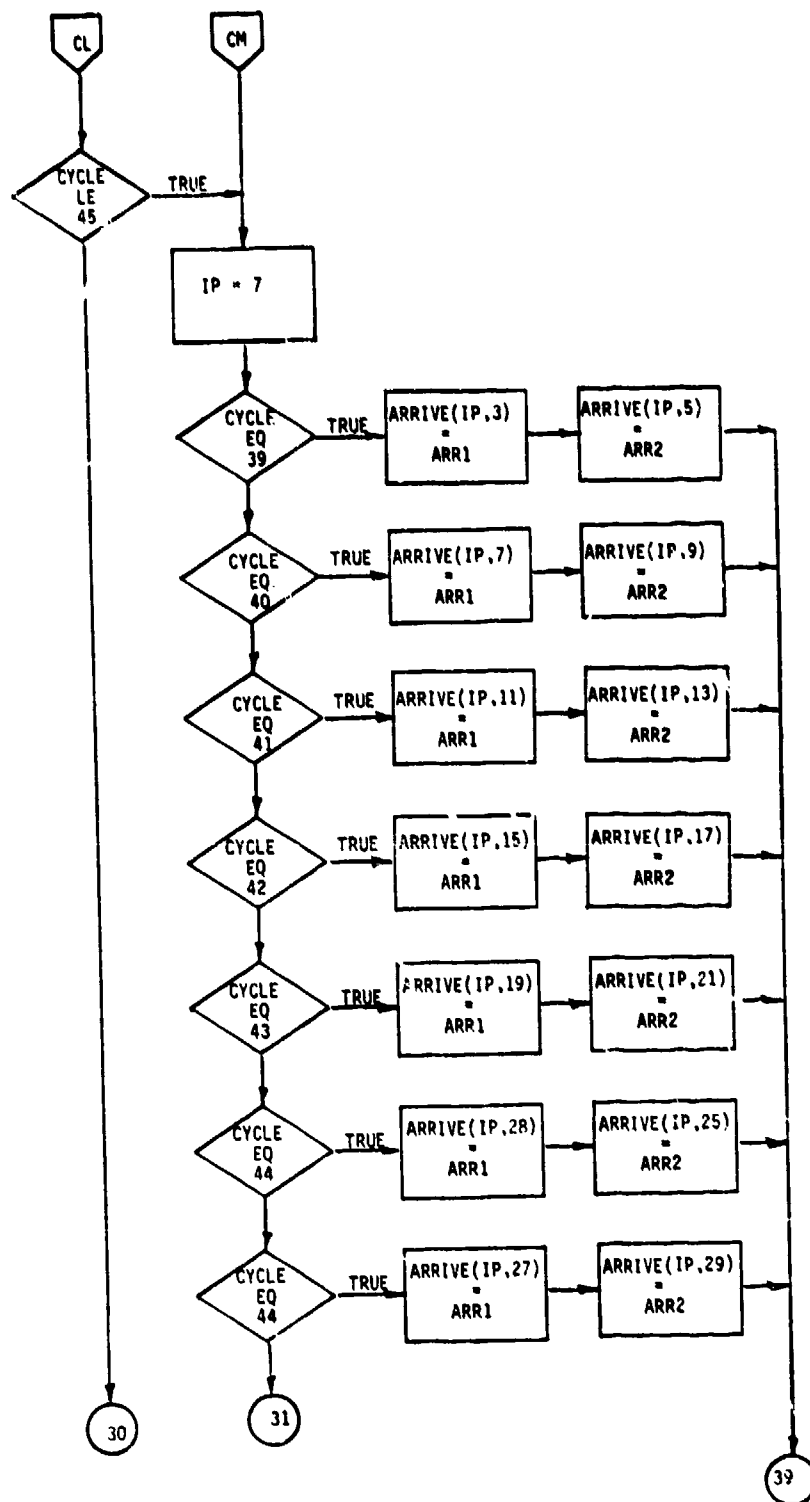 CL
CM
CYCLE
LE
45
TRUE
IP = 7
CYCLE
EQ
39
TRUE
ARRIVE(IP,3)
=
ARR1
ARRIVE(IP,5)
=
ARR2
CYCLE
EQ
40
TRUE
ARRIVE(IP,7)
=
ARR1
ARRIVE(IP,9)
=
ARR2
CYCLE
EQ
41
TRUE
ARRIVE(IP,11)
=
ARR1
ARRIVE(IP,13)
=
ARR2
CYCLE
EQ
42
TRUE
ARRIVE(IP,15)
=
ARR1
ARRIVE(IP,17)
=
ARR2
CYCLE
EQ
43
TRUE
ARRIVE(IP,19)
=
ARR1
ARRIVE(IP,21)
=
ARR2
CYCLE
EQ
44
TRUE
ARRIVE(IP,28)
=
ARR1
ARRIVE(IP,25)
=
ARR2
CYCLE
EQ
44
TRUE
ARRIVE(IP,27)
=
ARR1
ARRIVE(IP,29)
=
ARR2
30
31
39